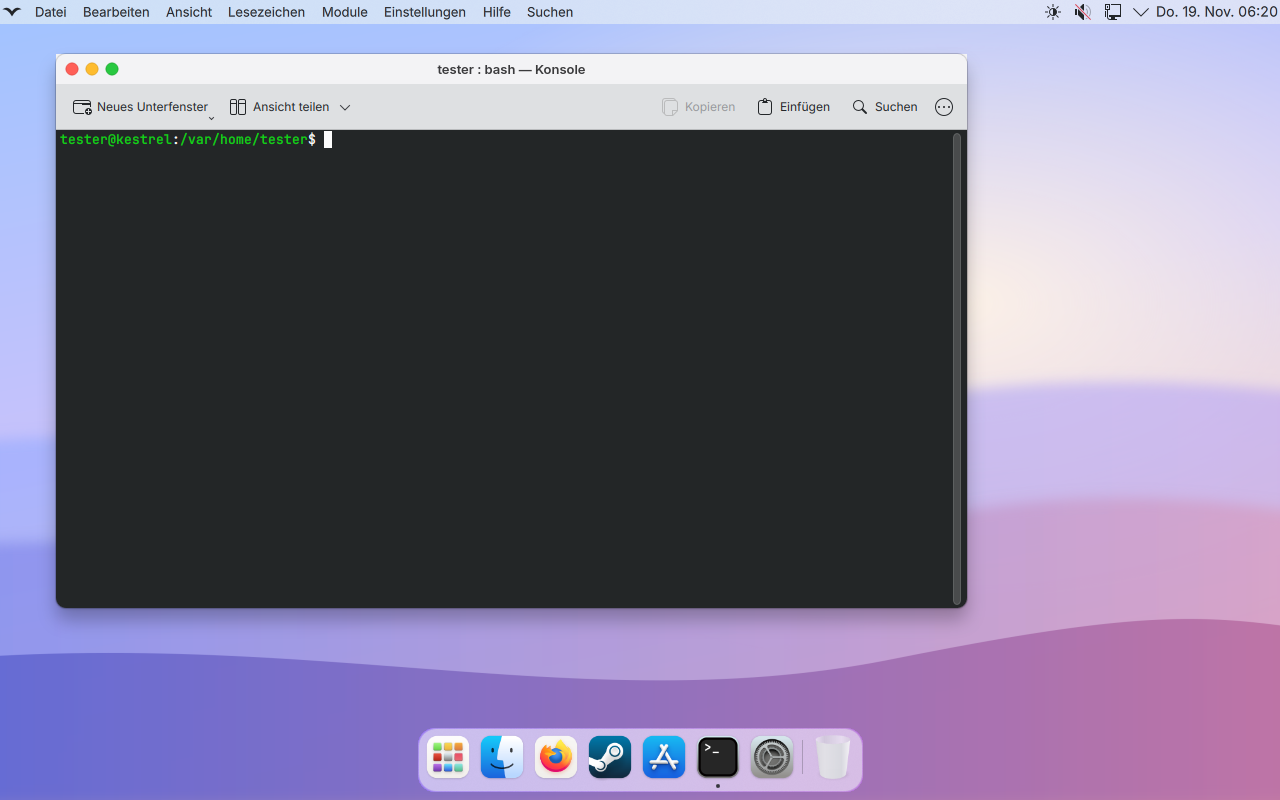 Datei Bearbeiten Ansicht Lesezeichen Module Einstellungen Hilfe Suchen Do. 19. Nov. 06:20
tester : bash — Konsole
Neues Unterfenster Ansicht teilen Kopieren Einfügen Suchen
tester@kestrel:/var/home/tester$
>_